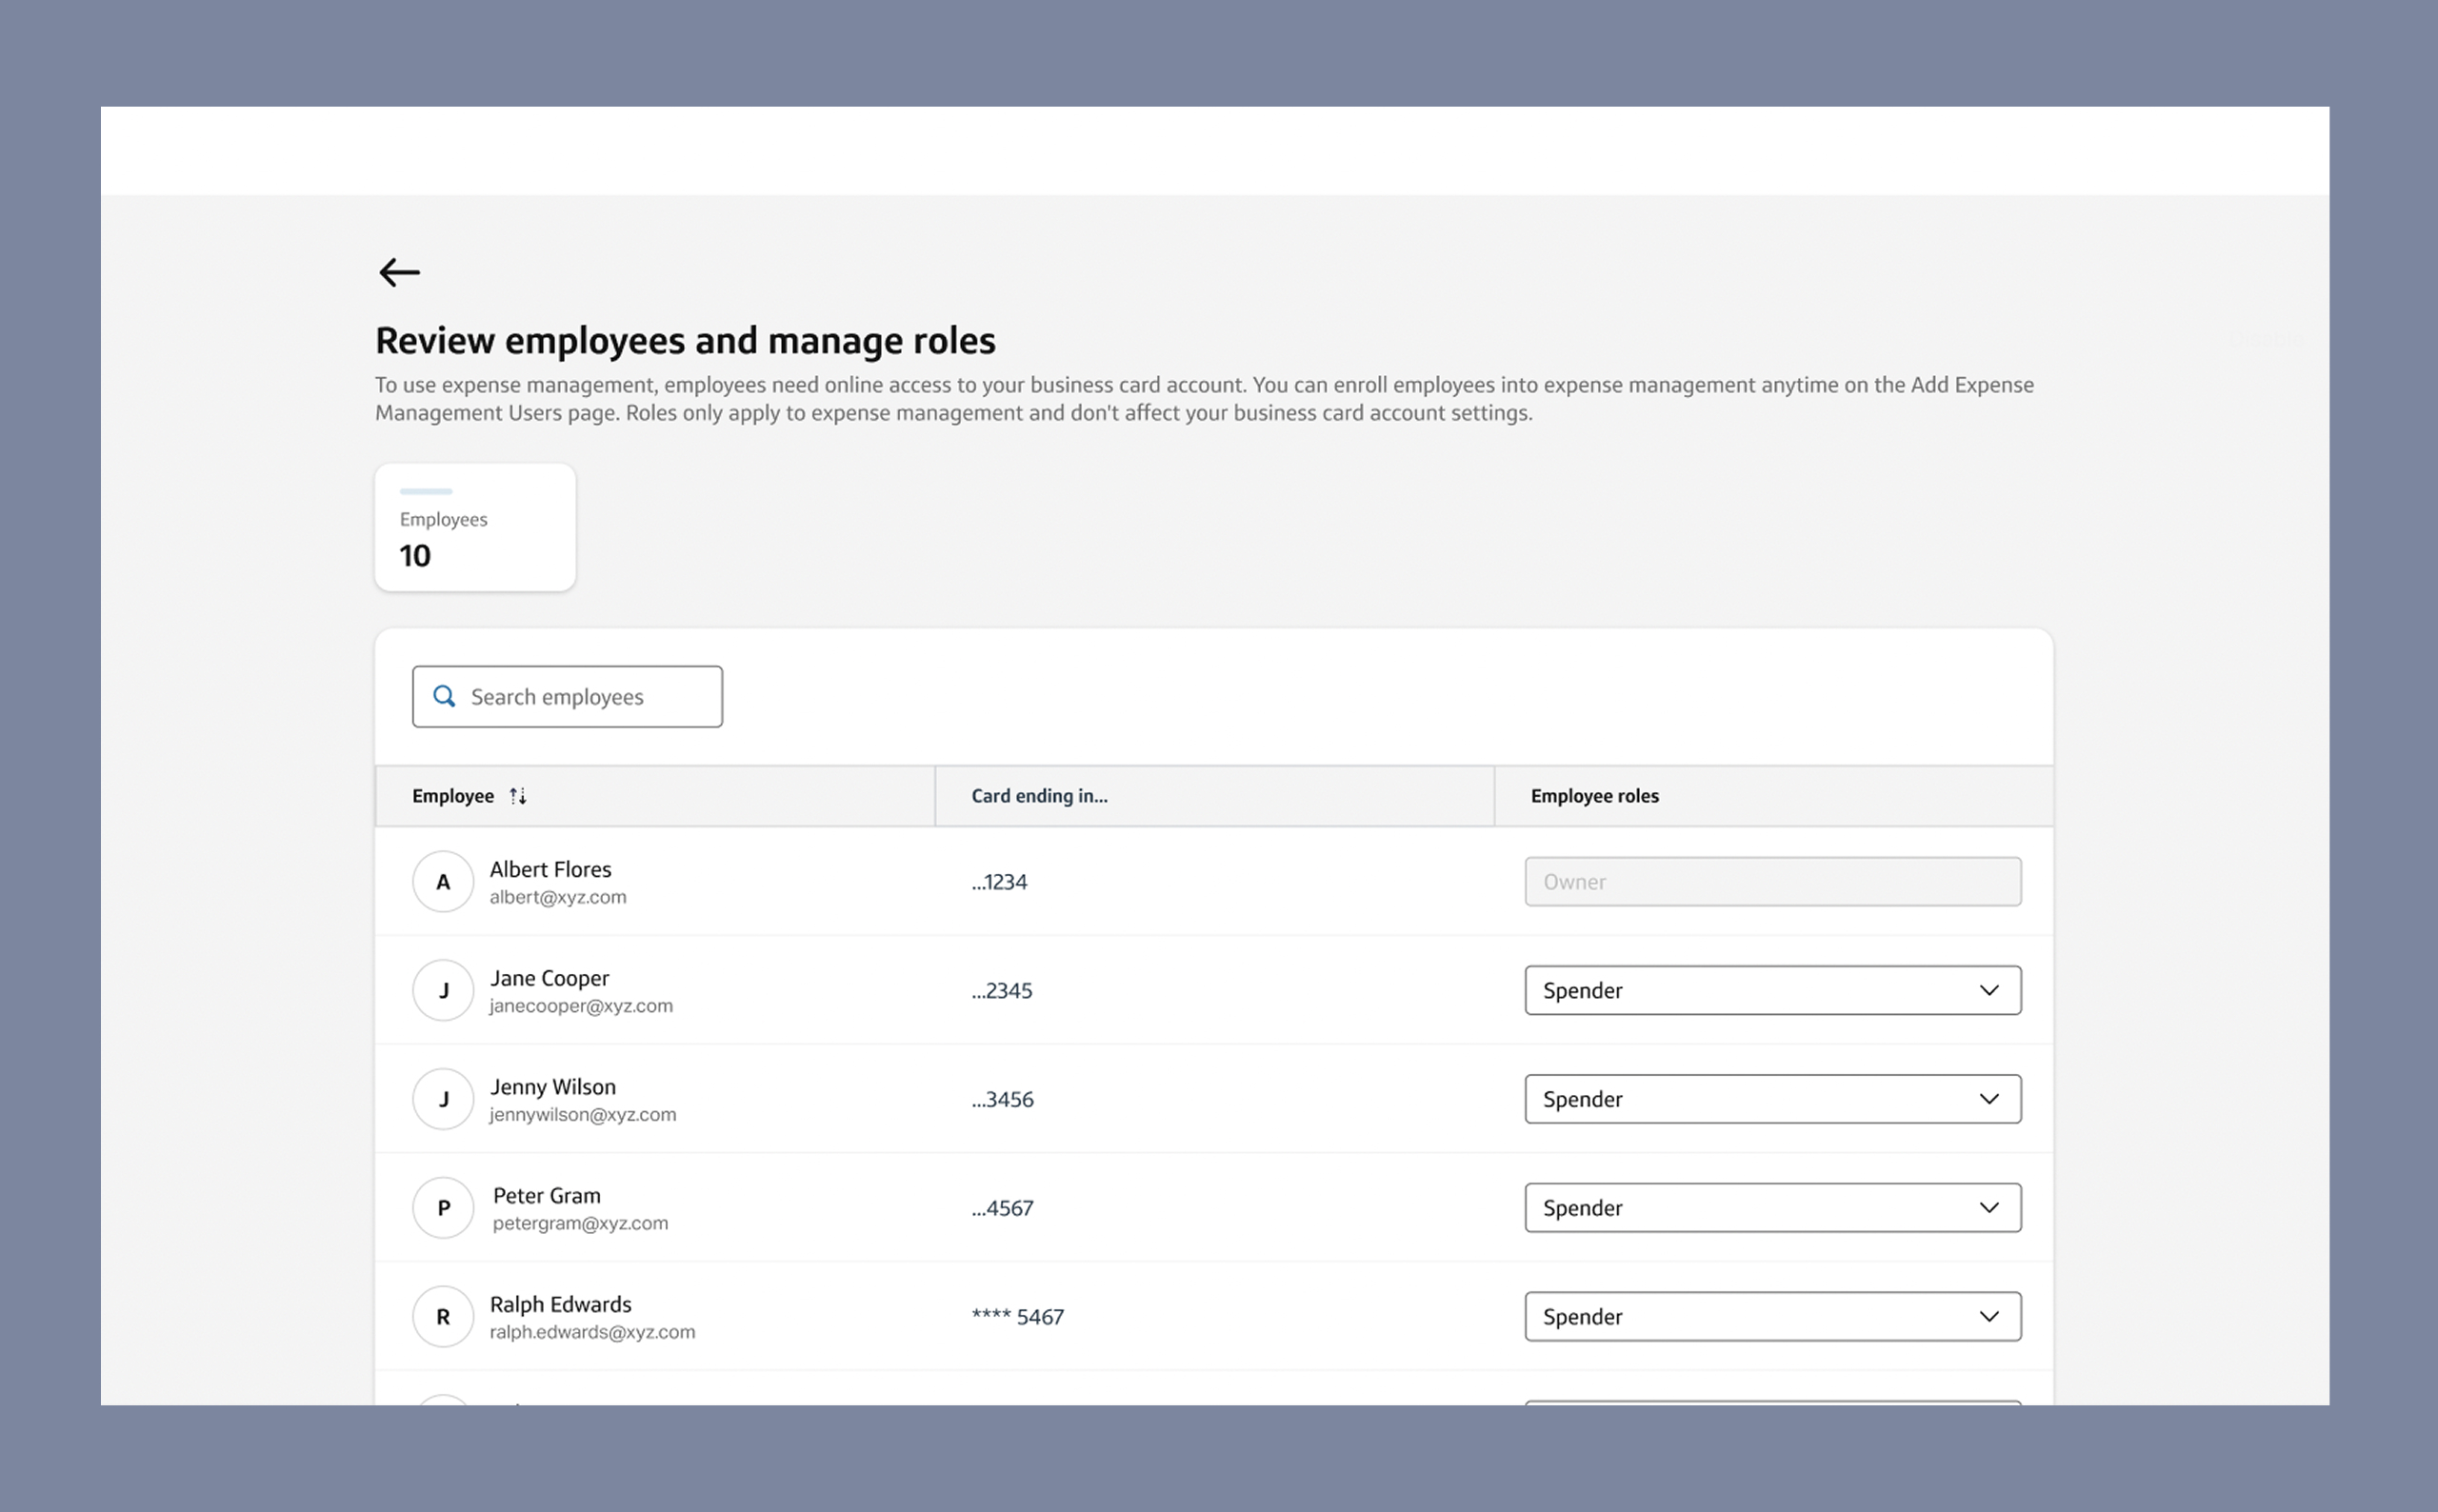 Review employees and manage roles
To use expense management, employees need online access to your business card account. You can enroll employees into expense management anytime on the Add Expense
Management Users page. Roles only apply to expense management and don't affect your business card account settings.
Employees
10
Search employees
Employee
Card ending in...
Employee roles
A
Albert Flores
albert@xyz.com
...1234
Owner
J
Jane Cooper
janecooper@xyz.com
...2345
Spender
J
Jenny Wilson
jennywilson@xyz.com
...3456
Spender
P
Peter Gram
petergram@xyz.com
...4567
Spender
R
Ralph Edwards
ralph.edwards@xyz.com
**** 5467
Spender